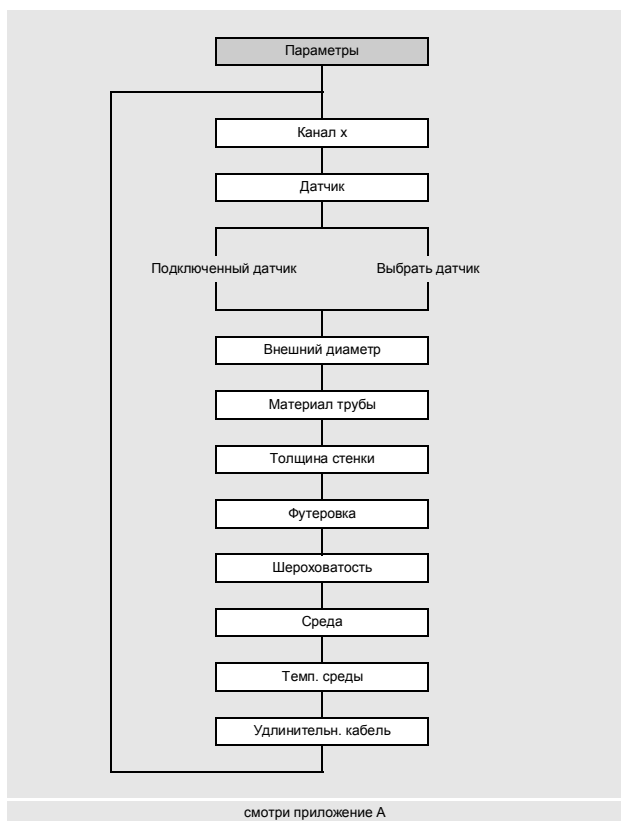 Параметры
Канал x
Датчик
Подключенный датчик
Выбрать датчик
Внешний диаметр
Материал трубы
Толщина стенки
Футеровка
Шероховатость
Среда
Темп. среды
Удлинительн. кабель
смотри приложение А